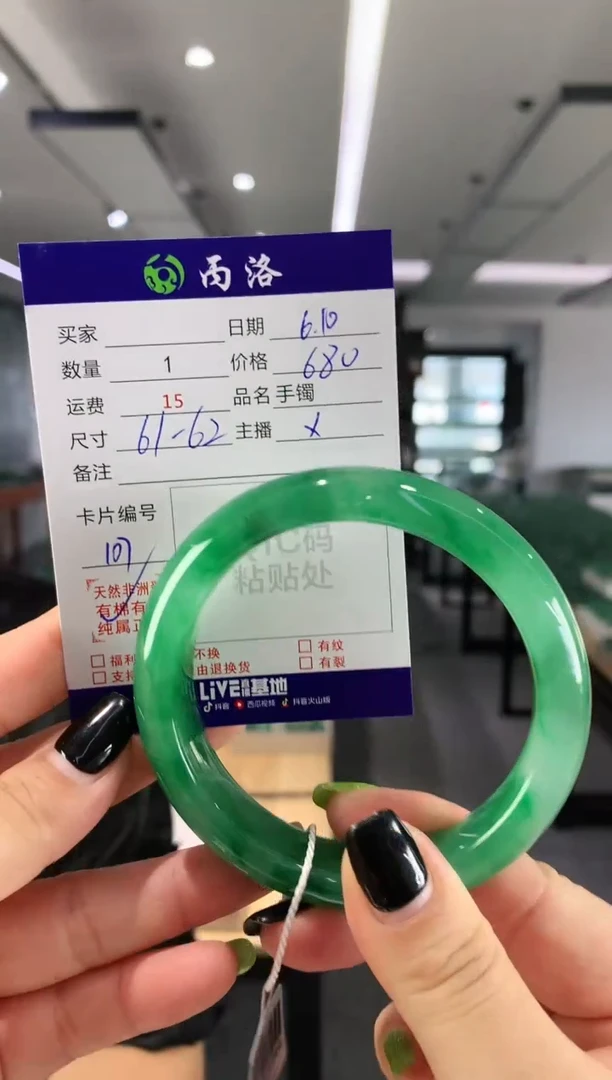 丙洛
买家 日期 6.10
数量 1 价格 680
运费 15 品名 手镯
尺寸 61-62 主播 x
备注
卡片编号
107
天然非洲
有棉有
纯属正
代码
粘贴处
福利 不换 有纹
支持 由退换货 有裂
LiVE 基地
抖音 西瓜视频 抖音火山版